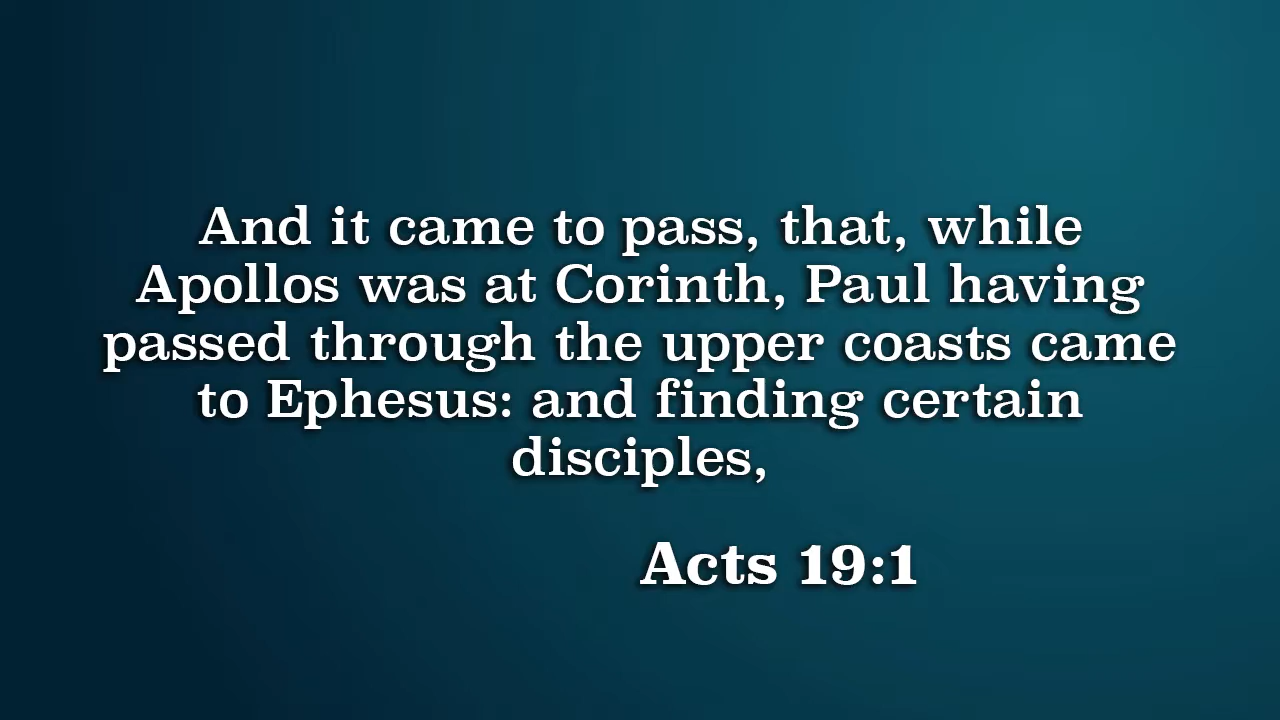 And it came to pass, that, while
Apollos was at Corinth, Paul having
passed through the upper coasts came
to Ephesus: and finding certain
disciples,
Acts 19:1